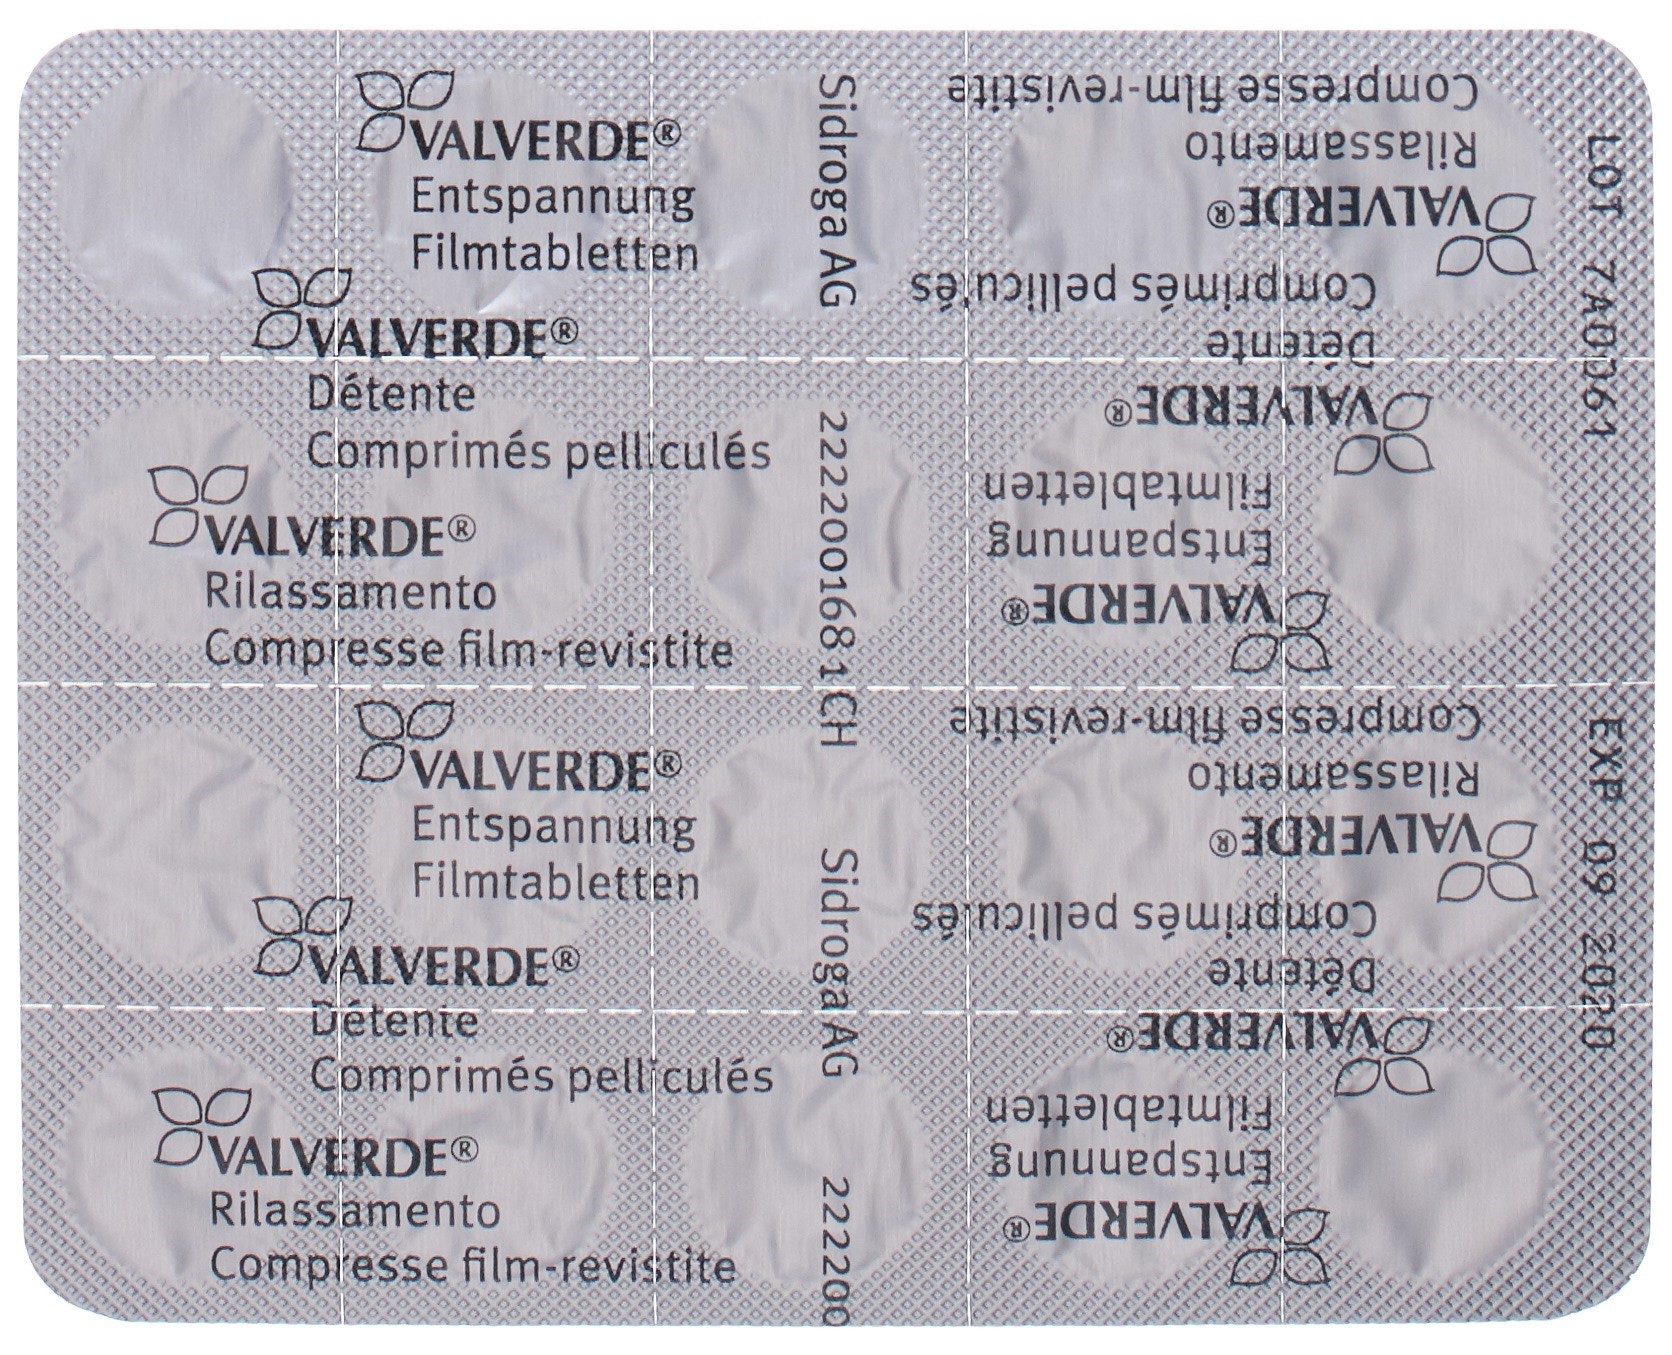 VALVERDE®
Entspannung
Filmtabletten
VALVERDE®
Détente
Comprimés pelliculés
VALVERDE®
Rilassamento
Compresse film-revistite
VALVERDE®
Entspannung
Filmtabletten
VALVERDE®
Détente
Comprimés pelliculés
VALVERDE®
Rilassamento
Compresse film-revistite
Sidroga AG
2222001681CH
Sidroga AG
222200
VALVERDE®
Entspannung
Filmtabletten
VALVERDE®
Détente
Comprimés pelliculés
VALVERDE®
Rilassamento
Compresse film-revistite
VALVERDE®
Entspannung
Filmtabletten
VALVERDE®
Détente
Comprimés pelliculés
VALVERDE®
Rilassamento
Compresse film-revistite
LOT 7A0061
EXP 09 2020